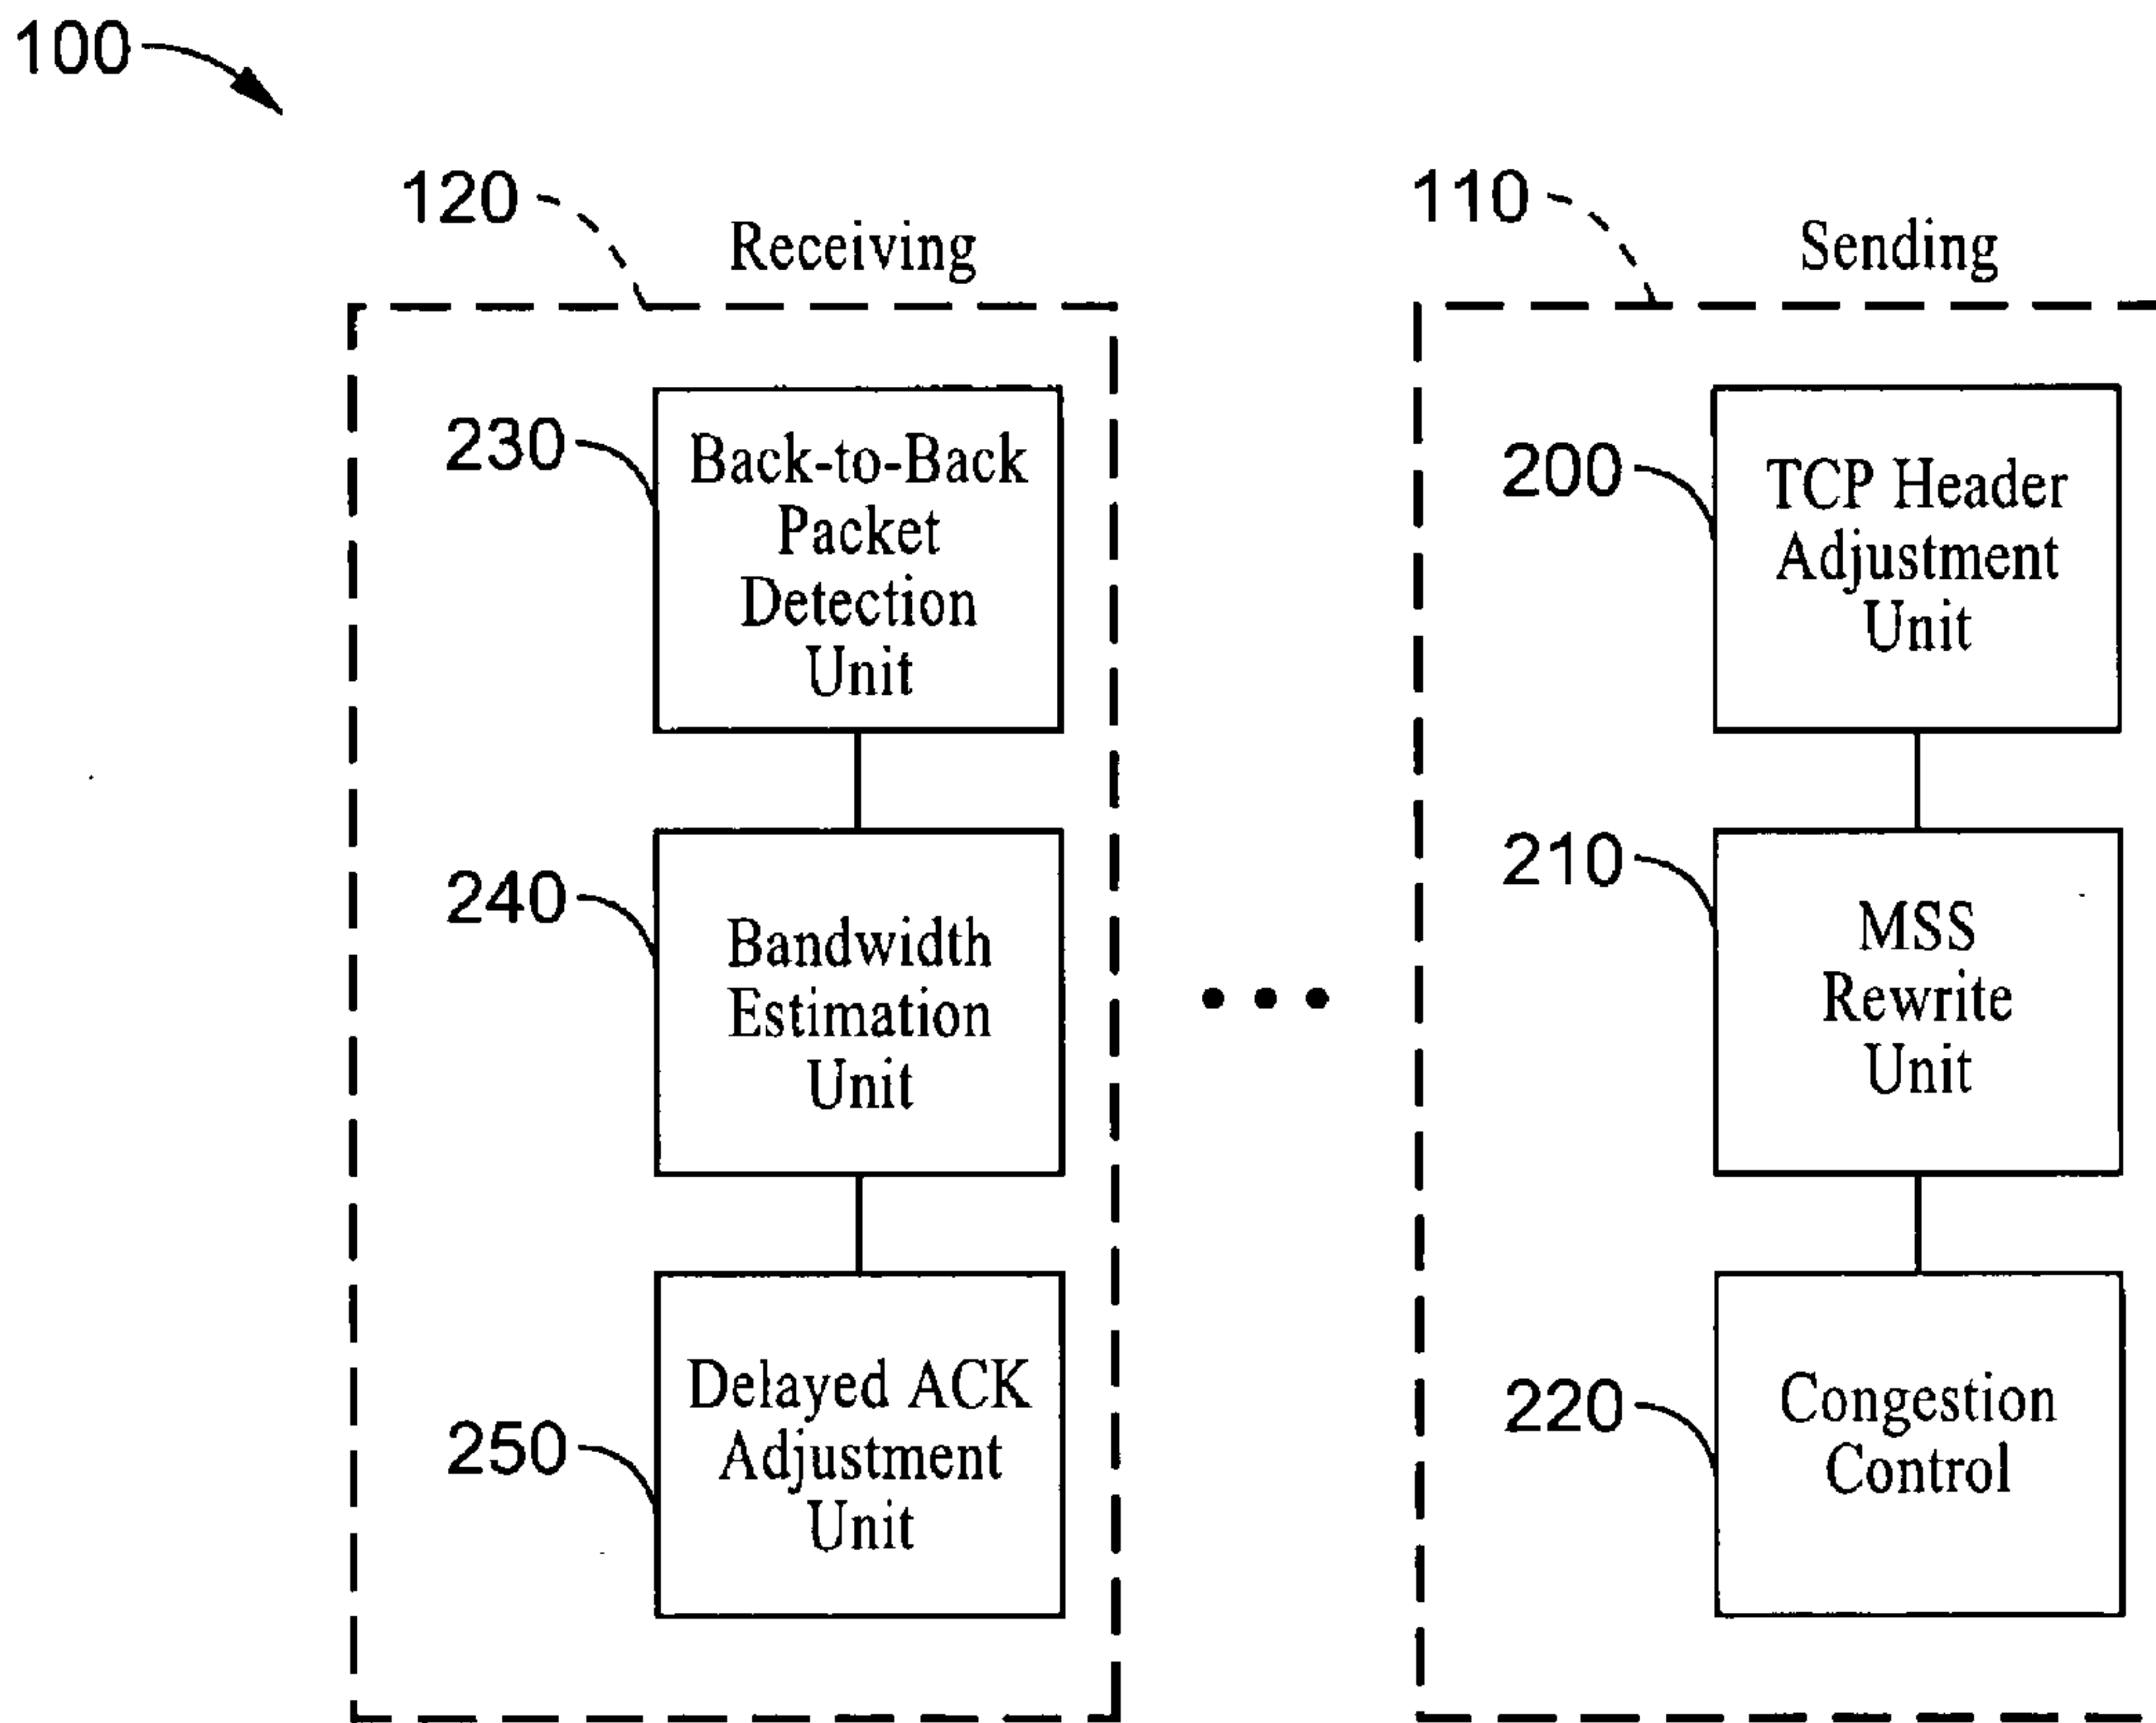 100
120
Receiving
230
Back-to-Back
Packet
Detection
Unit
240
Bandwidth
Estimation
Unit
250
Delayed ACK
Adjustment
Unit
110
Sending
200
TCP Header
Adjustment
Unit
210
MSS
Rewrite
Unit
220
Congestion
Control